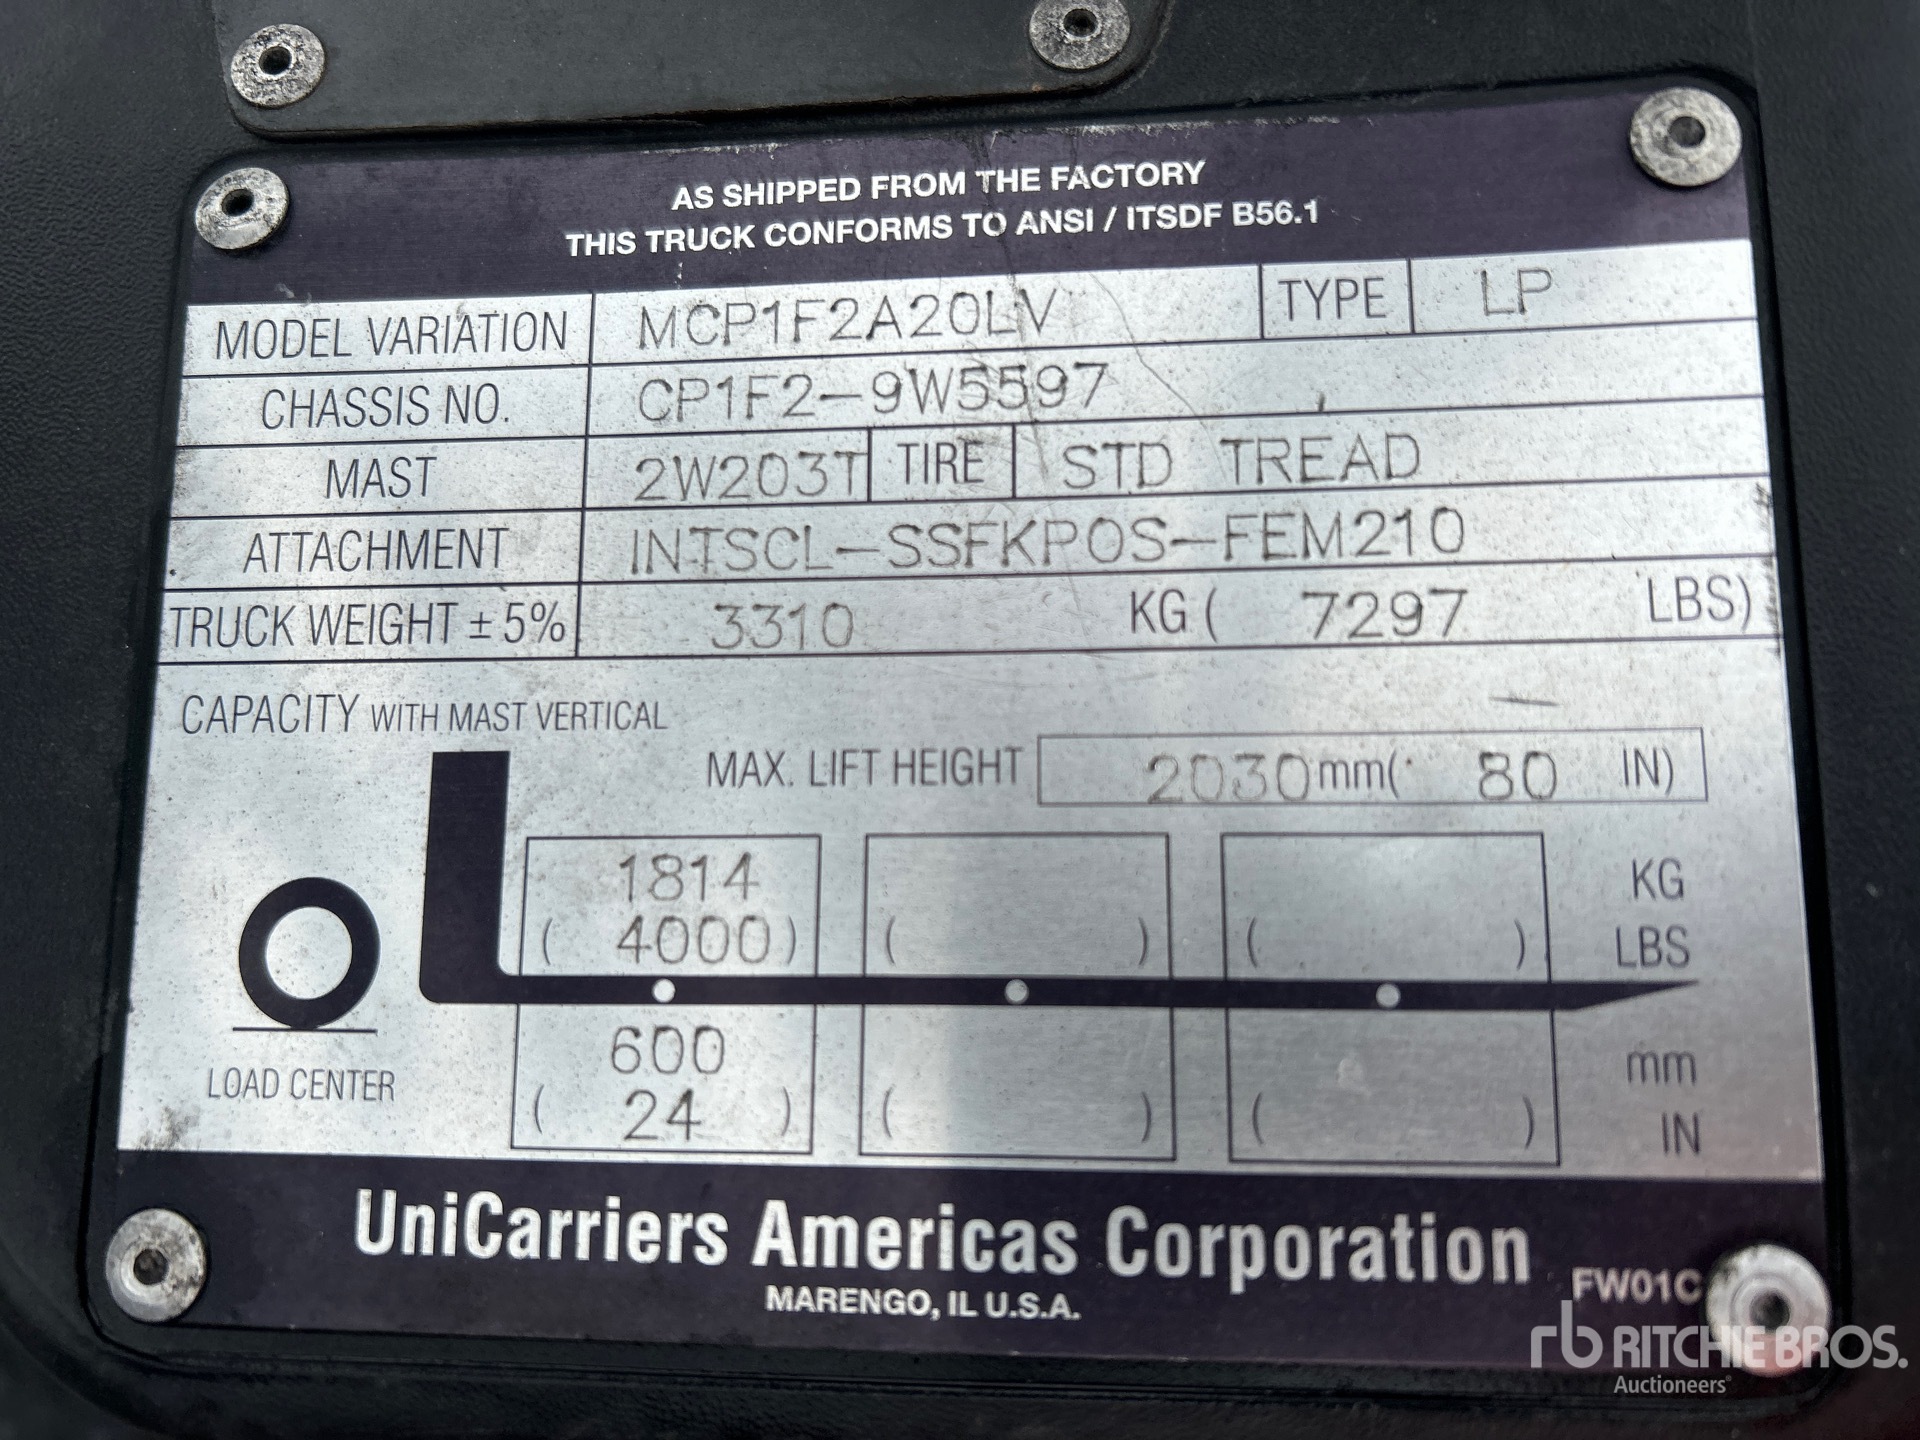 AS SHIPPED FROM THE FACTORY
THIS TRUCK CONFORMS TO ANSI / ITSDF B56.1
MODEL VARIATION MCP1F2A20LV TYPE LP
CHASSIS NO. CP1F2-9W5597
MAST 2W203T TIRE STD TREAD
ATTACHMENT INTSCL-SSFKPOS-FEM210
TRUCK WEIGHT ± 5% 3310 KG ( 7297 LBS)
CAPACITY WITH MAST VERTICAL
MAX. LIFT HEIGHT 2030 mm( 80 IN)
1814 KG
( 4000 ) ( ) ( ) LBS
600 mm
LOAD CENTER ( 24 ) ( ) ( ) IN
UniCarriers Americas Corporation
MARENGO, IL U.S.A.
FW01C
rb RITCHIE BROS.
Auctioneers